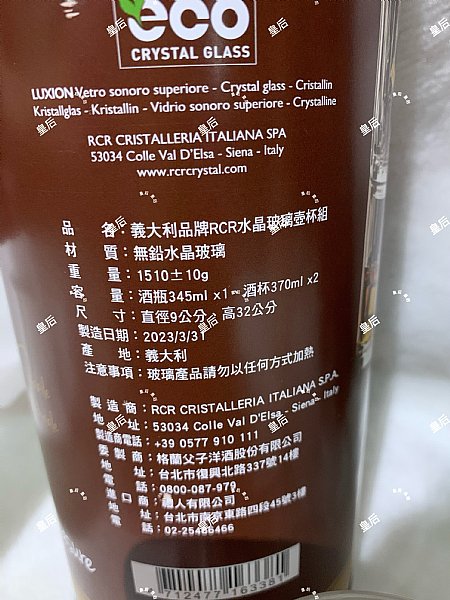 eco
CRYSTAL GLASS
LUXION-Vetro sonoro superiore - Crystal glass - Cristallin
Kristallglas - Kristallin - Vidrio sonoro superiore - Crystalline
RCR CRISTALLERIA ITALIANA SPA
53034 Colle Val D'Elsa - Siena - Italy
www.rcrcrystal.com
品 名：義大利品牌RCR水晶玻璃壺杯組
材 質：無鉛水晶玻璃
重 量：1510±10g
容 量：酒瓶345ml x1 酒杯370ml x2
尺 寸：直徑9公分 高32公分
製造日期：2023/3/31
產 地：義大利
注意事項：玻璃產品請勿以任何方式加熱
製 造 商：RCR CRISTALLERIA ITALIANA S.P.A.
地 址：53034 Colle Val D'Elsa - Siena - Italy
製造商電話：+39 0577 910 111
委 製 商：格蘭父子洋酒股份有限公司
地 址：台北市復興北路337號14樓
電 話：0800-087-979
進 口 商：人有限公司
地 址：台北市南京東路四段45號3樓
電 話：02-25466466
712477 163381
皇后